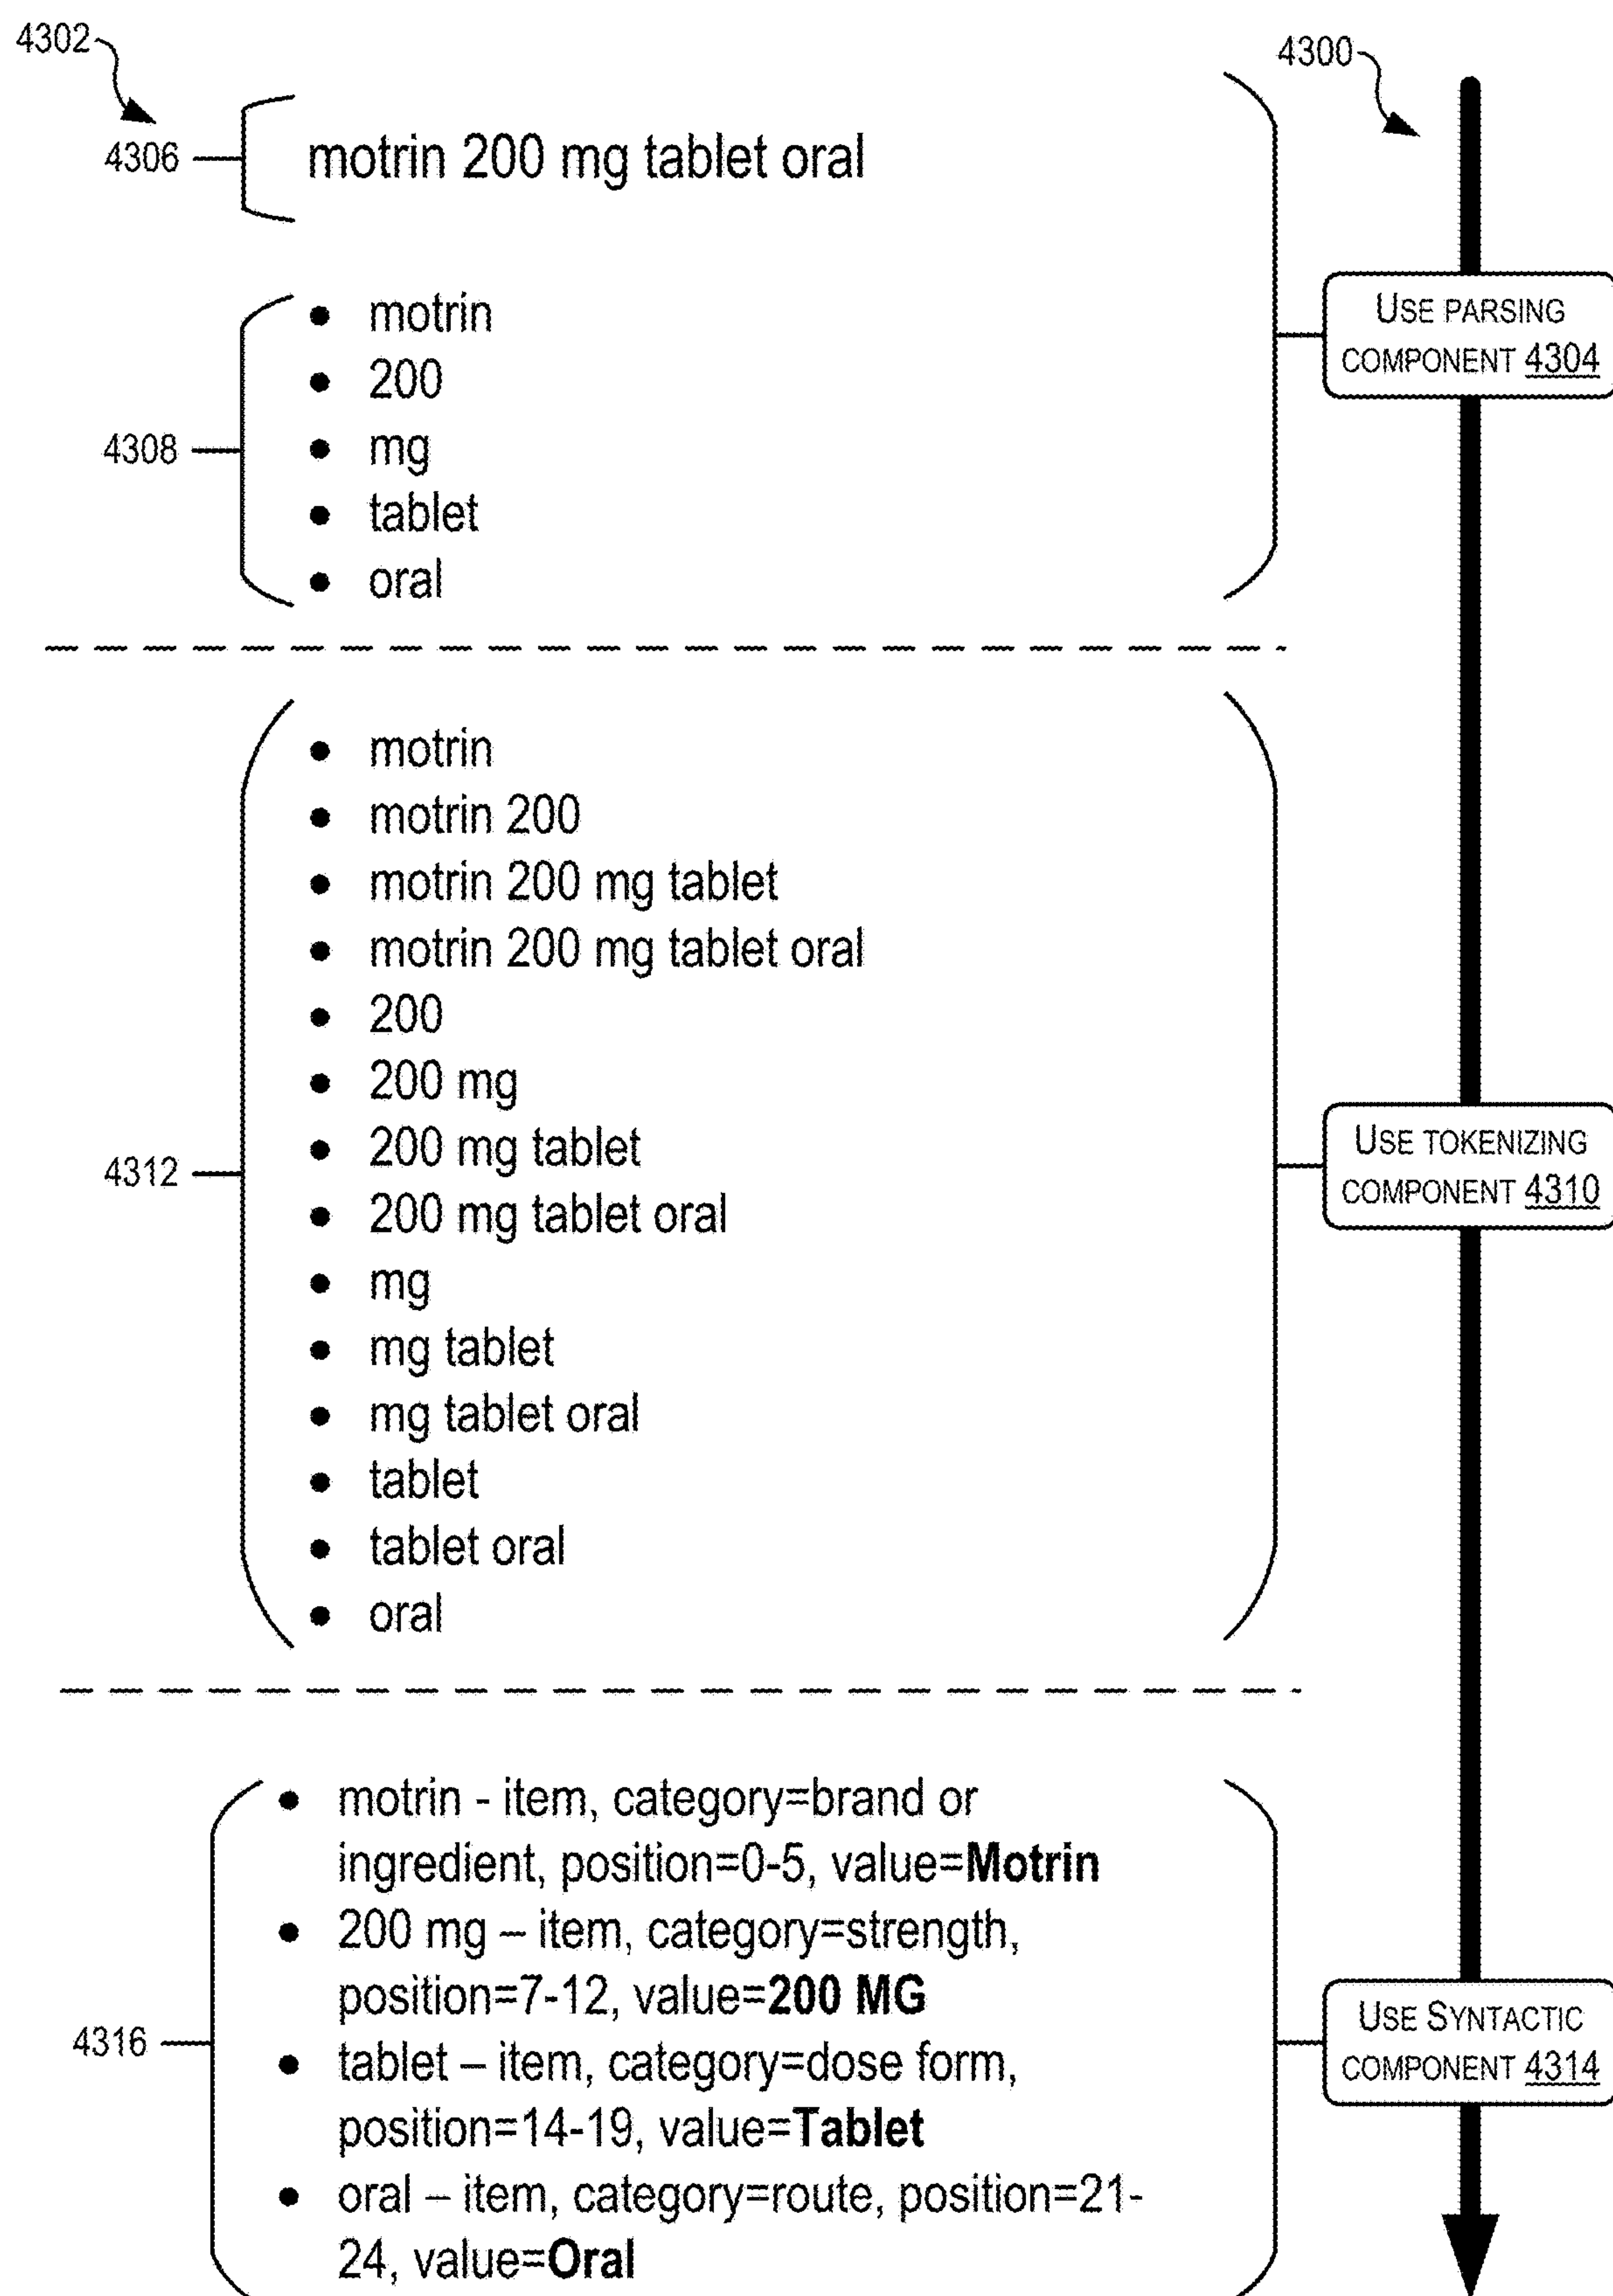 4302
4300
4306
motrin 200 mg tablet oral
• motrin
• 200
USE PARSING
COMPONENT 4304
4308
• mg
• tablet
• oral
• motrin
• motrin 200
• motrin 200 mg tablet
• motrin 200 mg tablet oral
• 200
• 200 mg
4312
• 200 mg tablet
• 200 mg tablet oral
USE TOKENIZING
COMPONENT 4310
• mg
• mg tablet
• mg tablet oral
• tablet
• tablet oral
• oral
4316
• motrin - item, category=brand or
ingredient, position=0-5, value=Motrin
• 200 mg – item, category=strength,
position=7-12, value=200 MG
• tablet – item, category=dose form,
position=14-19, value=Tablet
• oral – item, category=route, position=21-
24, value=Oral
USE SYNTACTIC
COMPONENT 4314